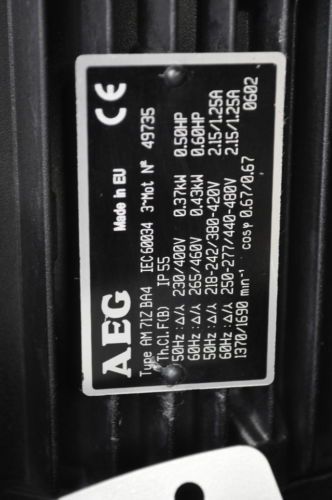 AEG Made in EU CE
Type AM 71Z BA4 IEC 60034 3~Mot N° 49735
Th.Cl.F(B) IP 55
50Hz : Δ/λ 230/400V 0.37kW 0.50HP
60Hz : Δ/λ 265/460V 0.43kW 0.60HP
50Hz : Δ/λ 218-242/380-420V 2.15/1.25A
60Hz : Δ/λ 250-277/440-480V 2.15/1.25A
1370/1690 min⁻¹ cosφ 0.67/0.67 0602